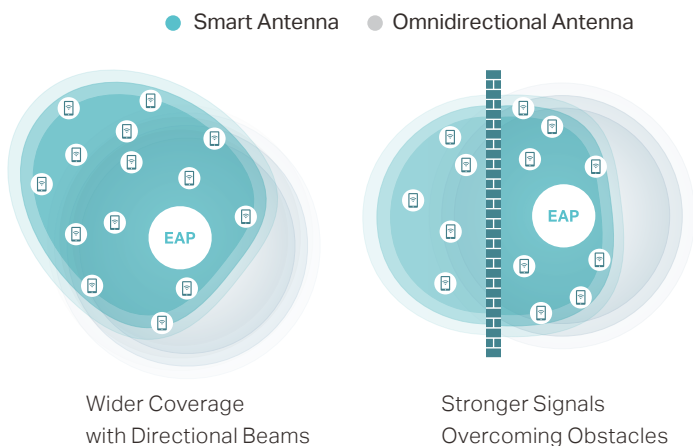 Smart Antenna
Omnidirectional Antenna
EAP
EAP
Wider Coverage
with Directional Beams
Stronger Signals
Overcoming Obstacles